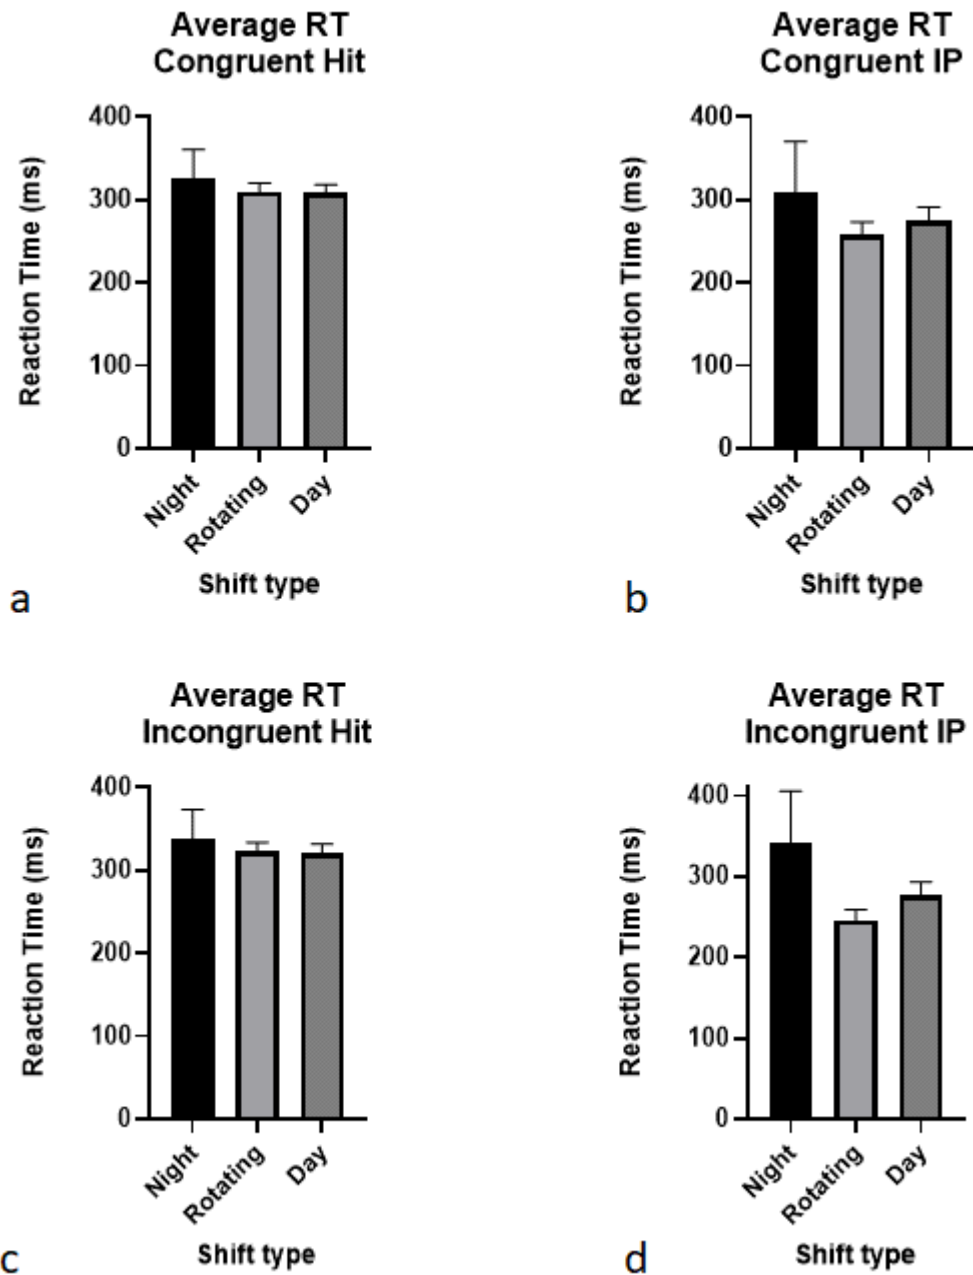 Average RT
Congruent Hit
400
300
200
100
0
Reaction Time (ms)
Night
Rotating
Day
Shift type
a
Average RT
Congruent IP
400
300
200
100
0
Reaction Time (ms)
Night
Rotating
Day
Shift type
b
Average RT
Incongruent Hit
400
300
200
100
0
Reaction Time (ms)
Night
Rotating
Day
Shift type
c
Average RT
Incongruent IP
400
300
200
100
0
Reaction Time (ms)
Night
Rotating
Day
Shift type
d